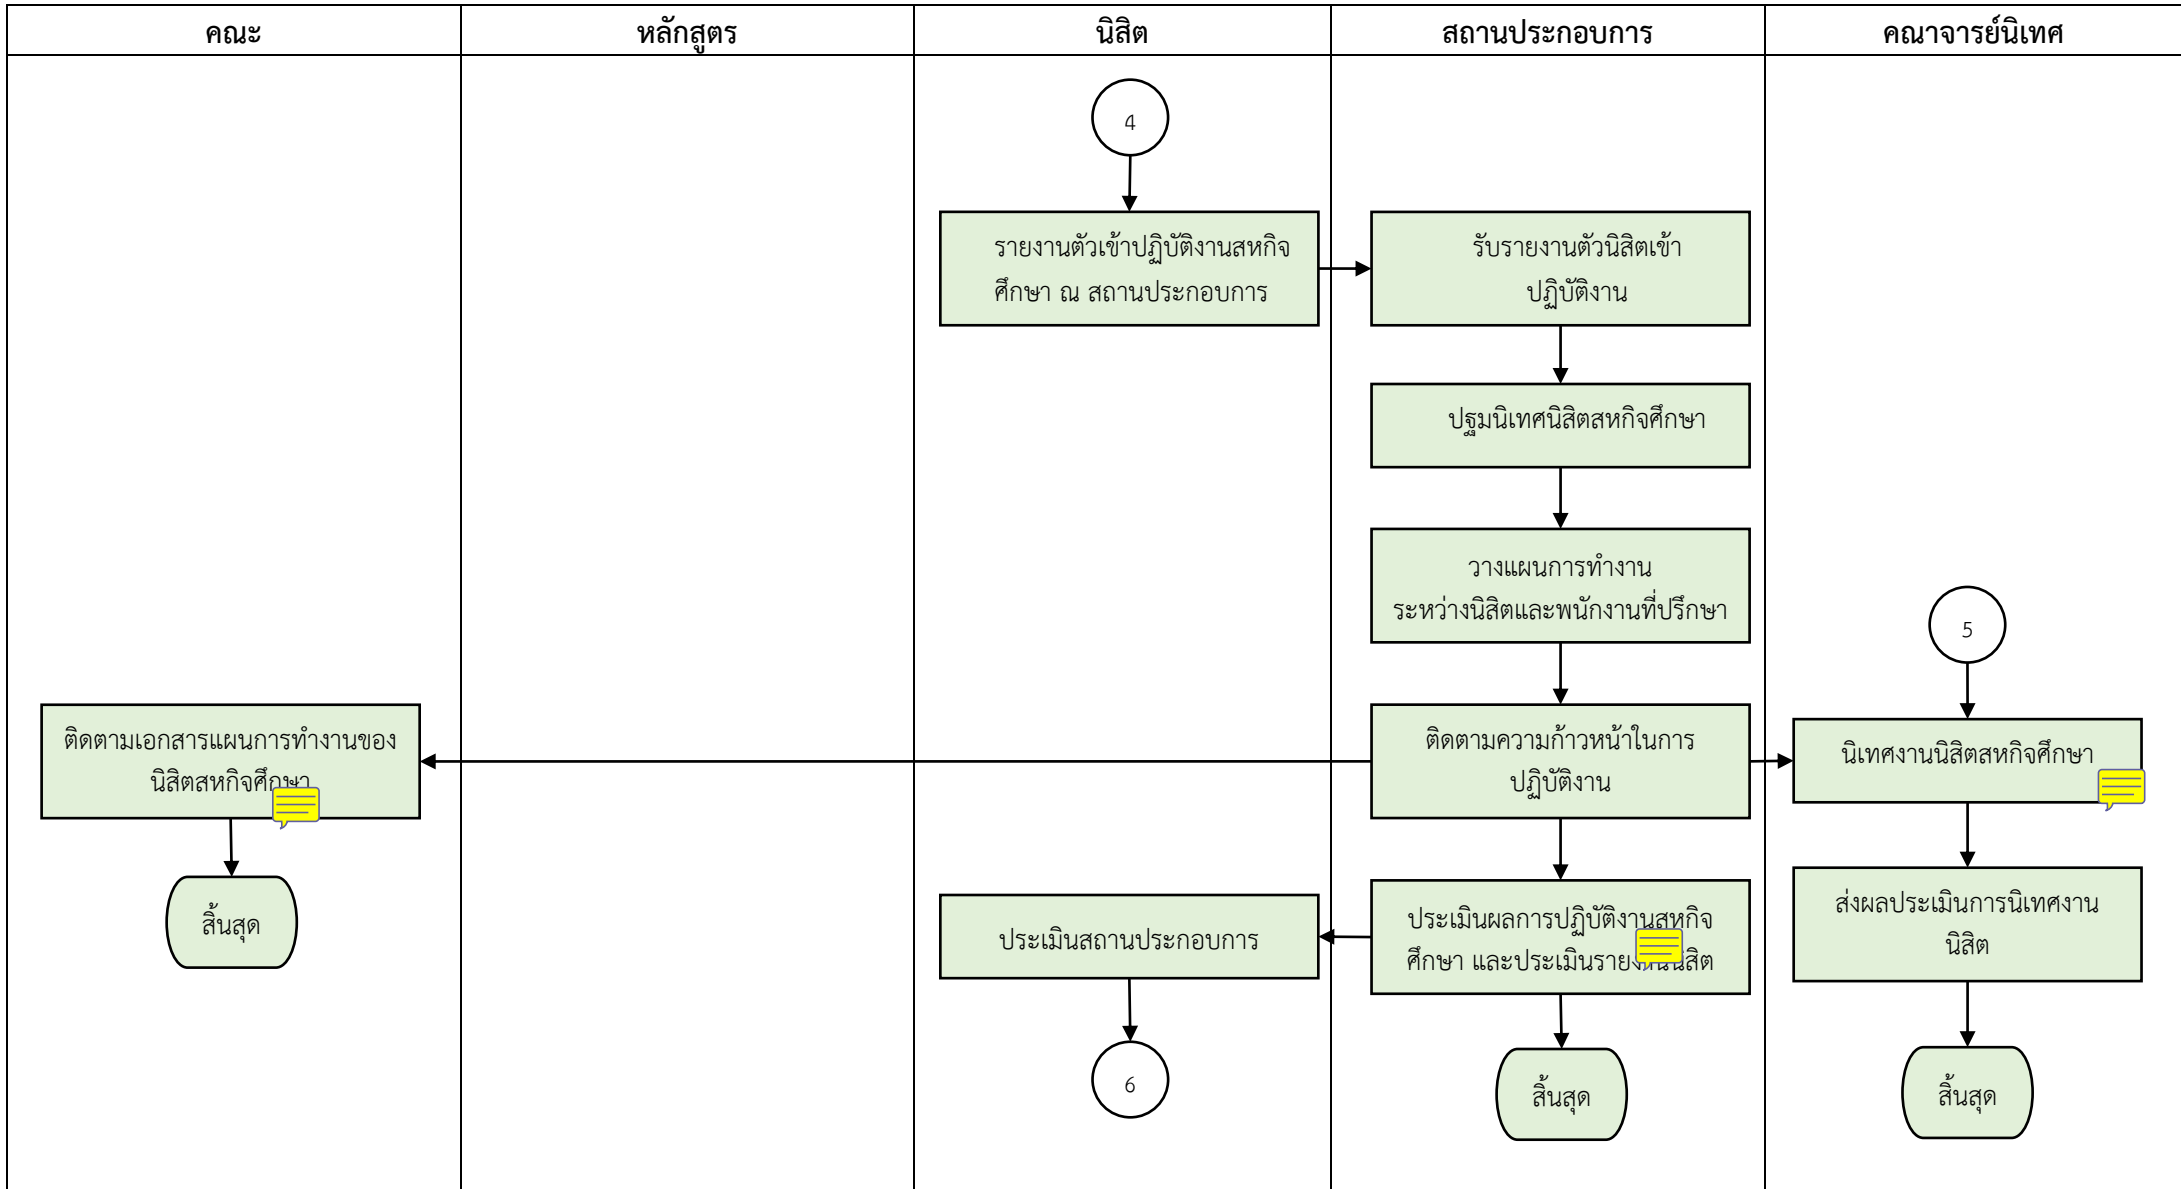 คณะ
หลักสูตร
นิสิต
สถานประกอบการ
คณาจารย์นิเทศ
4
รายงานตัวเข้าปฏิบัติงานสหกิจ
ศึกษา ณ สถานประกอบการ
รับรายงานตัวนิสิตเข้า
ปฏิบัติงาน
ปฐมนิเทศนิสิตสหกิจศึกษา
วางแผนการทำงาน
ระหว่างนิสิตและพนักงานที่ปรึกษา
5
ติดตามเอกสารแผนการทำงานของ
นิสิตสหกิจศึกษา
ติดตามความก้าวหน้าในการ
ปฏิบัติงาน
นิเทศงานนิสิตสหกิจศึกษา
สิ้นสุด
ประเมินสถานประกอบการ
ประเมินผลการปฏิบัติงานสหกิจ
ศึกษา และประเมินรายงานนิสิต
ส่งผลประเมินการนิเทศงาน
นิสิต
6
สิ้นสุด
สิ้นสุด